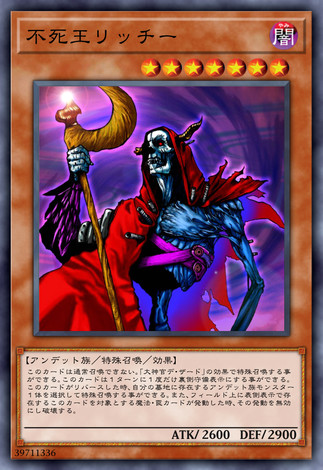 不死王リッチー
闇
やみ
【アンデット族／特殊召喚／効果】
このカードは通常召喚できない。「大神官デ・ザード」の効果で特殊召喚する事
ができる。このカードは１ターンに１度だけ裏側守備表示にする事ができる。
このカードがリバースした時、自分の墓地に存在するアンデット族モンスター
１体を選択して特殊召喚する事ができる。また、フィールド上に表側表示で存
在するこのカードを対象とする魔法・罠カードが発動した時、その発動を無効
にし破壊する。
ATK/ 2600 DEF/2900
39711336